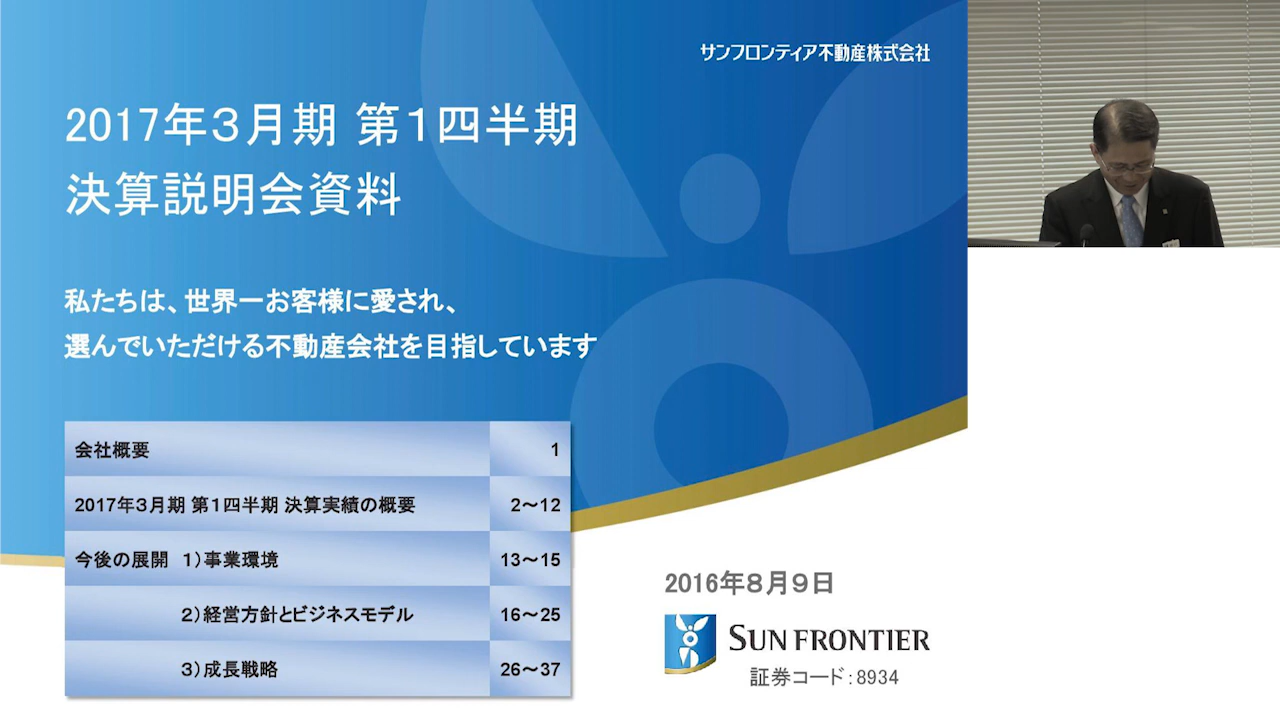 サンフロンティア不動産株式会社
2017年３月期 第１四半期
決算説明会資料
私たちは、世界一お客様に愛され、
選んでいただける不動産会社を目指しています
会社概要 1
2017年３月期 第１四半期 決算実績の概要 2～12
今後の展開 １）事業環境 13～15
２）経営方針とビジネスモデル 16～25
３）成長戦略 26～37
2016年８月９日
SUN FRONTIER
証券コード：8934